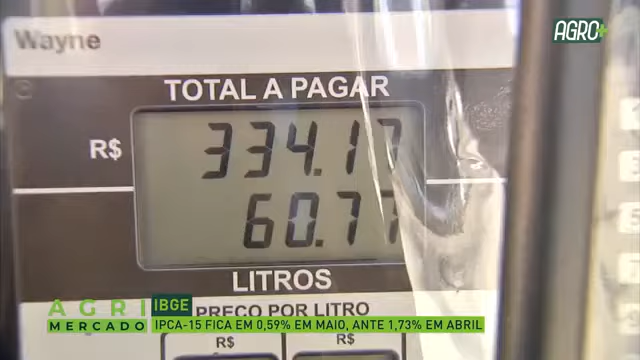 AGRO+
Wayne
TOTAL A PAGAR
R$
334.17
60.77
LITROS
PREÇO POR LITRO
R$
R$
AGRI
MERCADO
IBGE
IPCA-15 FICA EM 0,59% EM MAIO, ANTE 1,73% EM ABRIL